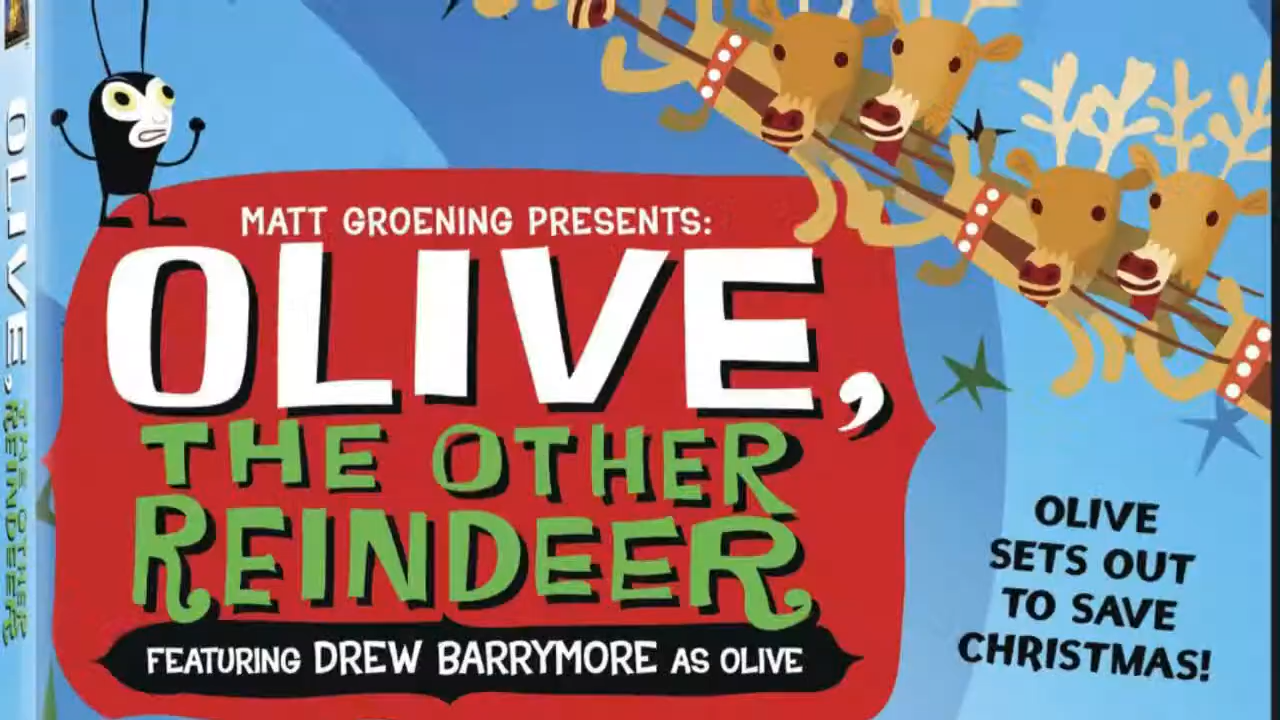 MATT GROENING PRESENTS:
OLIVE,
THE OTHER
REINDEER
FEATURING DREW BARRYMORE AS OLIVE
OLIVE
SETS OUT
TO SAVE
CHRISTMAS!
OLIVE,
THE OTHER
REINDEER